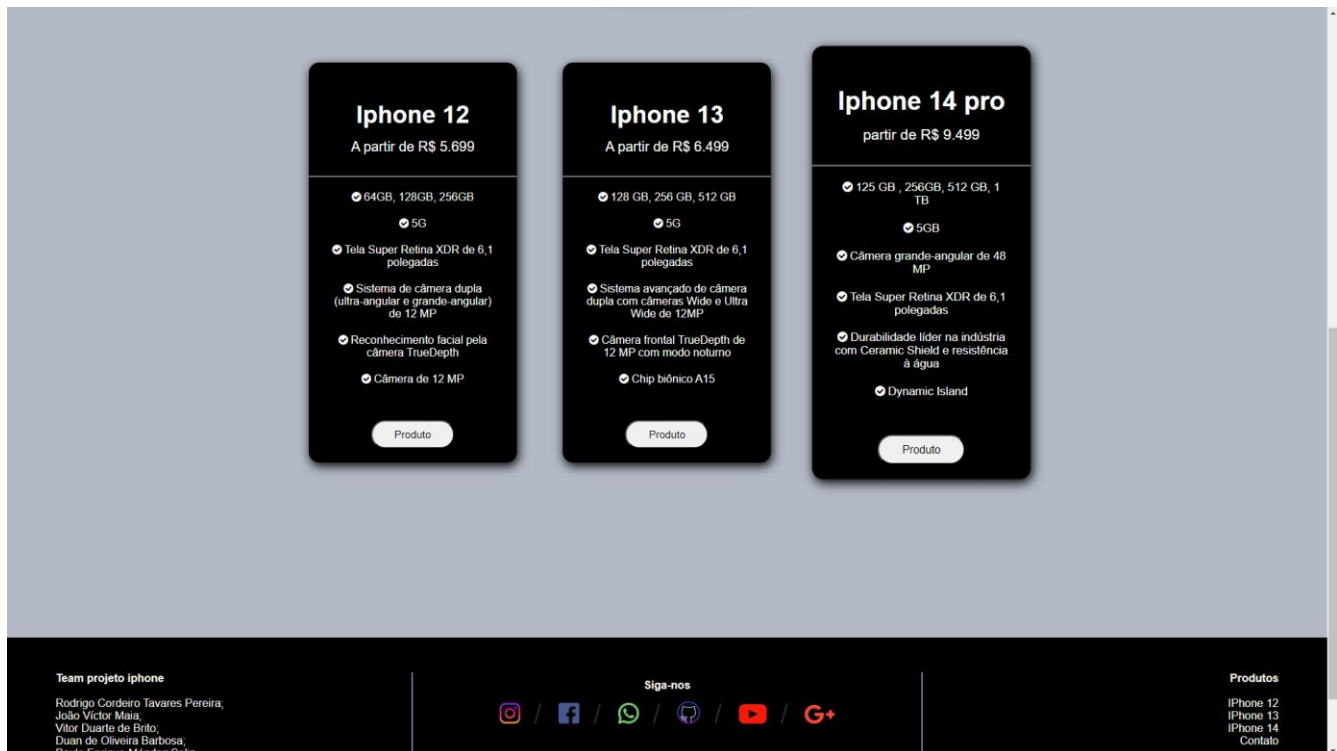 Iphone 12
A partir de R$ 5.699
64GB, 128GB, 256GB
5G
Tela Super Retina XDR de 6,1
polegadas
Sistema de câmera dupla
(ultra-angular e grande-angular)
de 12 MP
Reconhecimento facial pela
câmera TrueDepth
Câmera de 12 MP
Produto
Iphone 13
A partir de R$ 6.499
128 GB, 256 GB, 512 GB
5G
Tela Super Retina XDR de 6,1
polegadas
Sistema avançado de câmera
dupla com câmeras Wide e Ultra
Wide de 12MP
Câmera frontal TrueDepth de
12 MP com modo noturno
Chip biônico A15
Produto
Iphone 14 pro
partir de R$ 9.499
125 GB , 256GB, 512 GB, 1
TB
5GB
Câmera grande-angular de 48
MP
Tela Super Retina XDR de 6,1
polegadas
Durabilidade líder na indústria
com Ceramic Shield e resistência
à água
Dynamic Island
Produto
Team projeto iphone
Rodrigo Cordeiro Tavares Pereira;
João Víctor Maia;
Vitor Duarte de Brito;
Duan de Oliveira Barbosa;
Siga-nos
/ / / / /
G+
Produtos
IPhone 12
IPhone 13
IPhone 14
Contato